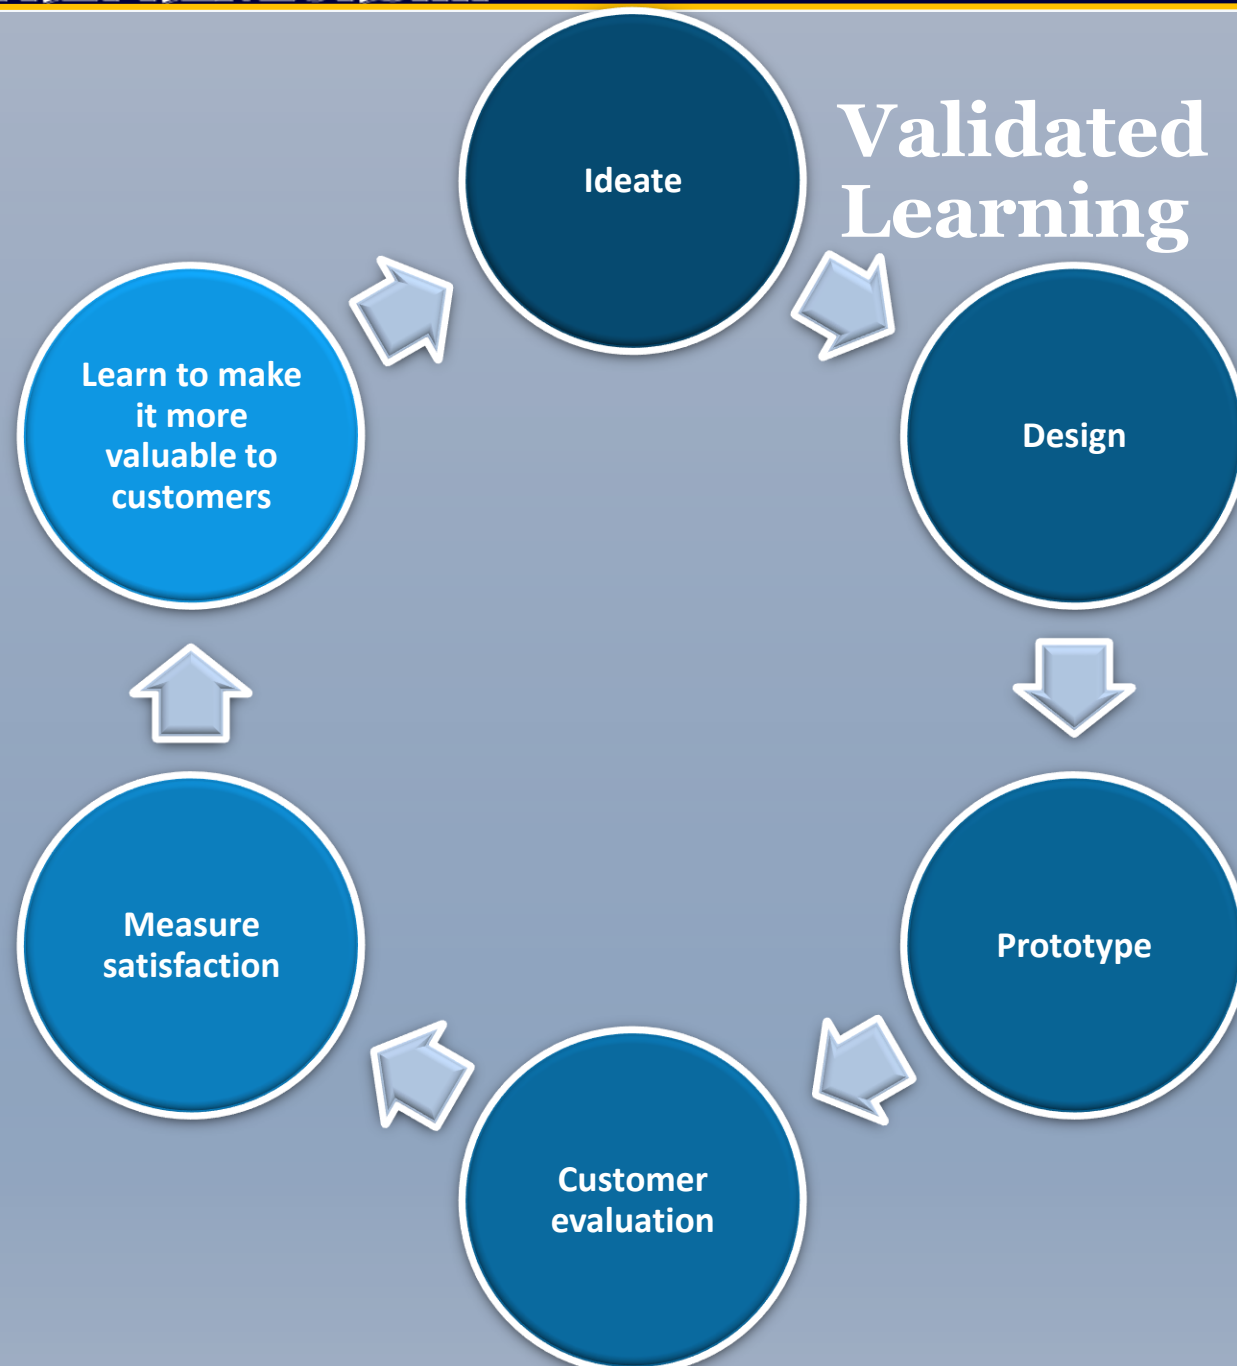 Validated
Learning
Ideate
Design
Prototype
Customer
evaluation
Measure
satisfaction
Learn to make
it more
valuable to
customers